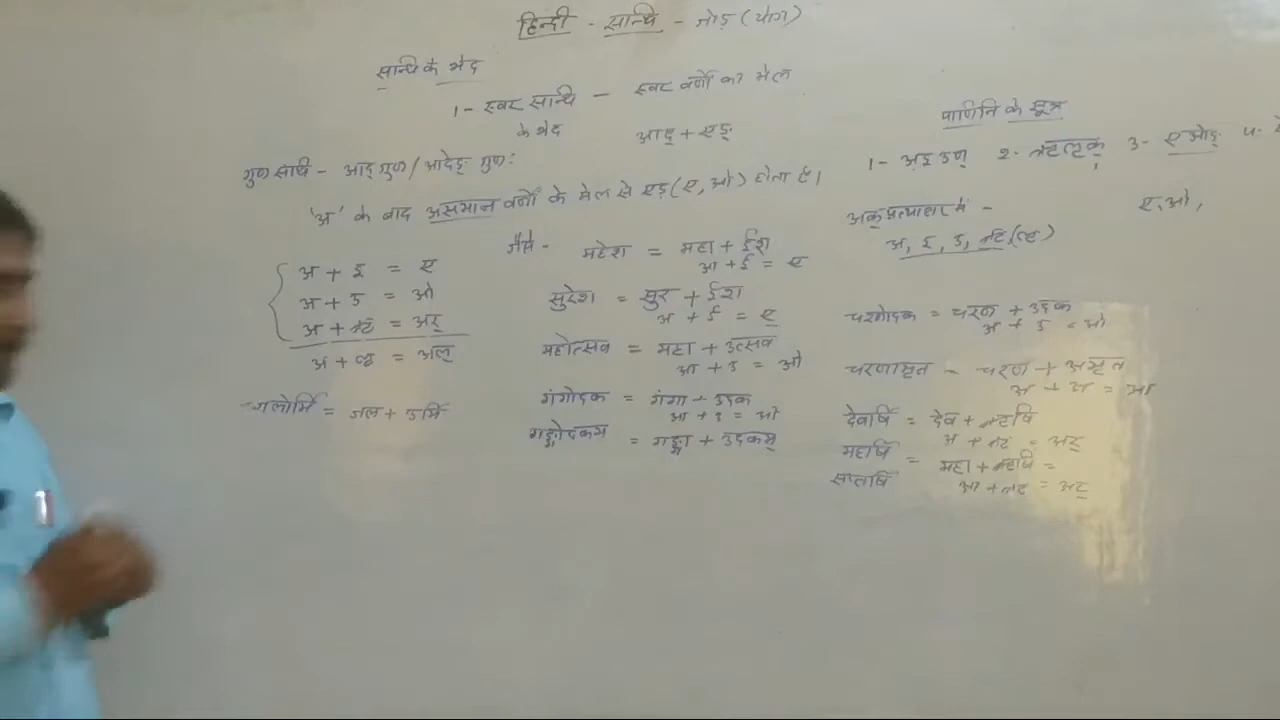 हिन्दी - सन्धि - जोड़ (योग)
सन्धि के भेद
1- स्वर सन्धि - स्वर वर्णों का मेल
के भेद आद् + एङ्
गुण सन्धि - आद् गुण / आदेङ् गुणः
'अ' के बाद असमान वर्णों के मेल से एङ (ए, ओ) होता है।
अ + इ = ए
अ + उ = ओ
अ + ऋ = अर्
अ + लृ = अल्
जलोर्मि = जल + ऊर्मि
जैसे - महेश = महा + ईश
आ + ई = ए
सुरेश = सुर + ईश
अ + ई = ए
महोत्सव = महा + उत्सव
आ + उ = ओ
गंगोदक = गंगा + उदक
आ + उ = ओ
गङ्गोदकम = गङ्गा + उदकम्
पाणिनि के सूत्र
1- अइउण् 2- ऋलृक् 3- एओङ् 4-
अक् प्रत्याहार में - ए, ओ,
अ, इ, उ, ऋ, (लृ)
चरणोदक = चरण + उदक
अ + उ = ओ
चरणामृत - चरण + अमृत
अ + अ = आ
देवर्षि = देव + ऋषि
अ + ऋ = अर्
महर्षि = महा + ऋषि =
सप्तर्षि आ + ऋ = अर्